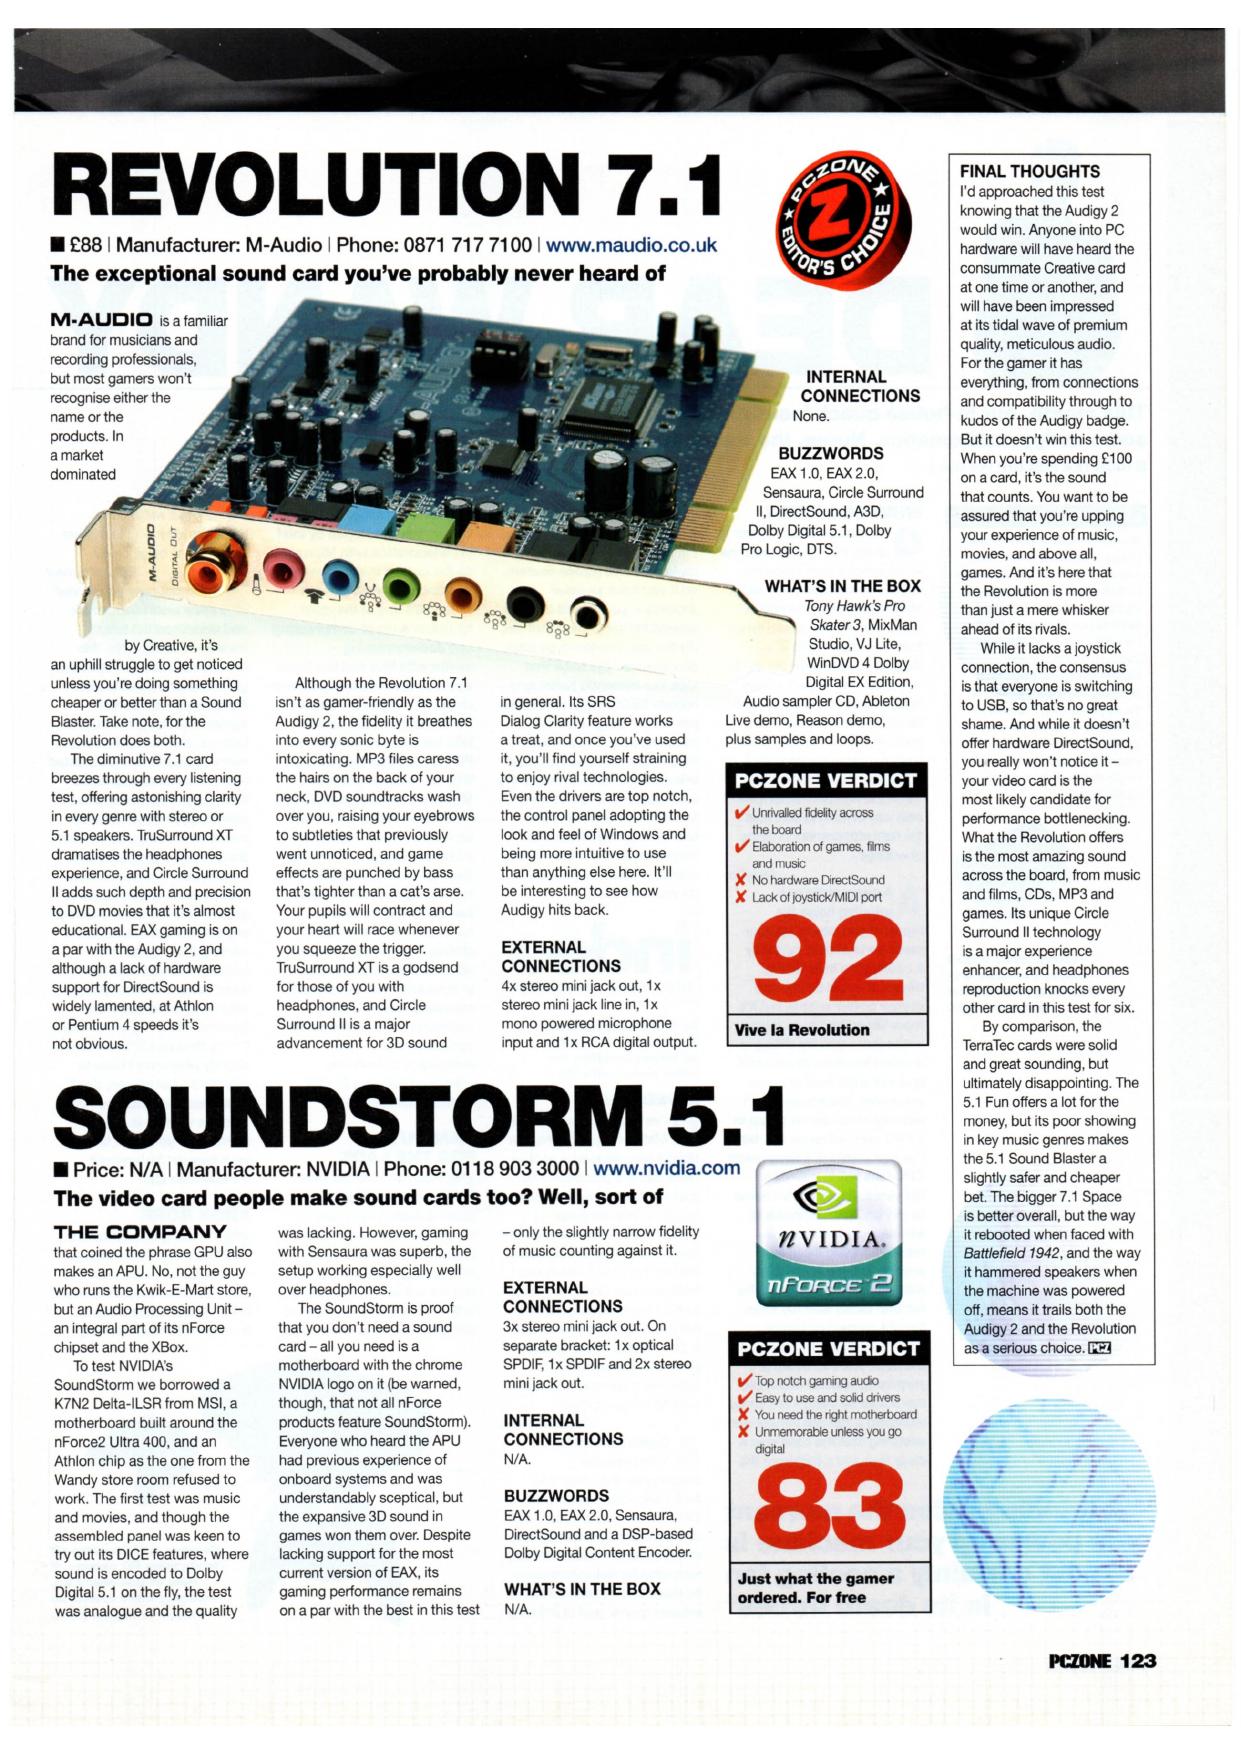 REVOLUTION 7.1
■ £88 | Manufacturer: M-Audio | Phone: 0871 717 7100 | www.maudio.co.uk
The exceptional sound card you've probably never heard of
PCZONE
Z
EDITOR'S CHOICE
M-AUDIO is a familiar
brand for musicians and
recording professionals,
but most gamers won't
recognise either the
name or the
products. In
a market
dominated
M-AUDIO
DIGITAL OUT
by Creative, it's
an uphill struggle to get noticed
unless you're doing something
cheaper or better than a Sound
Blaster. Take note, for the
Revolution does both.
The diminutive 7.1 card
breezes through every listening
test, offering astonishing clarity
in every genre with stereo or
5.1 speakers. TruSurround XT
dramatises the headphones
experience, and Circle Surround
II adds such depth and precision
to DVD movies that it's almost
educational. EAX gaming is on
a par with the Audigy 2, and
although a lack of hardware
support for DirectSound is
widely lamented, at Athlon
or Pentium 4 speeds it's
not obvious.
Although the Revolution 7.1
isn't as gamer-friendly as the
Audigy 2, the fidelity it breathes
into every sonic byte is
intoxicating. MP3 files caress
the hairs on the back of your
neck, DVD soundtracks wash
over you, raising your eyebrows
to subtleties that previously
went unnoticed, and game
effects are punched by bass
that's tighter than a cat's arse.
Your pupils will contract and
your heart will race whenever
you squeeze the trigger.
TruSurround XT is a godsend
for those of you with
headphones, and Circle
Surround II is a major
advancement for 3D sound
in general. Its SRS
Dialog Clarity feature works
a treat, and once you've used
it, you'll find yourself straining
to enjoy rival technologies.
Even the drivers are top notch,
the control panel adopting the
look and feel of Windows and
being more intuitive to use
than anything else here. It'll
be interesting to see how
Audigy hits back.
EXTERNAL
CONNECTIONS
4x stereo mini jack out, 1x
stereo mini jack line in, 1x
mono powered microphone
input and 1x RCA digital output.
INTERNAL
CONNECTIONS
None.
BUZZWORDS
EAX 1.0, EAX 2.0,
Sensaura, Circle Surround
II, DirectSound, A3D,
Dolby Digital 5.1, Dolby
Pro Logic, DTS.
WHAT'S IN THE BOX
Tony Hawk's Pro
Skater 3, MixMan
Studio, VJ Lite,
WinDVD 4 Dolby
Digital EX Edition,
Audio sampler CD, Ableton
Live demo, Reason demo,
plus samples and loops.
PCZONE VERDICT
✔ Unrivalled fidelity across
the board
✔ Elaboration of games, films
and music
✘ No hardware DirectSound
✘ Lack of joystick/MIDI port
92
Vive la Revolution
SOUNDSTORM 5.1
■ Price: N/A | Manufacturer: NVIDIA | Phone: 0118 903 3000 | www.nvidia.com
The video card people make sound cards too? Well, sort of
THE COMPANY
that coined the phrase GPU also
makes an APU. No, not the guy
who runs the Kwik-E-Mart store,
but an Audio Processing Unit –
an integral part of its nForce
chipset and the XBox.
To test NVIDIA's
SoundStorm we borrowed a
K7N2 Delta-ILSR from MSI, a
motherboard built around the
nForce2 Ultra 400, and an
Athlon chip as the one from the
Wandy store room refused to
work. The first test was music
and movies, and though the
assembled panel was keen to
try out its DICE features, where
sound is encoded to Dolby
Digital 5.1 on the fly, the test
was analogue and the quality
was lacking. However, gaming
with Sensaura was superb, the
setup working especially well
over headphones.
The SoundStorm is proof
that you don't need a sound
card – all you need is a
motherboard with the chrome
NVIDIA logo on it (be warned,
though, that not all nForce
products feature SoundStorm).
Everyone who heard the APU
had previous experience of
onboard systems and was
understandably sceptical, but
the expansive 3D sound in
games won them over. Despite
lacking support for the most
current version of EAX, its
gaming performance remains
on a par with the best in this test
– only the slightly narrow fidelity
of music counting against it.
EXTERNAL
CONNECTIONS
3x stereo mini jack out. On
separate bracket: 1x optical
SPDIF, 1x SPDIF and 2x stereo
mini jack out.
INTERNAL
CONNECTIONS
N/A.
BUZZWORDS
EAX 1.0, EAX 2.0, Sensaura,
DirectSound and a DSP-based
Dolby Digital Content Encoder.
WHAT'S IN THE BOX
N/A.
nVIDIA.
nFORCE 2
PCZONE VERDICT
✔ Top notch gaming audio
✔ Easy to use and solid drivers
✘ You need the right motherboard
✘ Unmemorable unless you go
digital
83
Just what the gamer
ordered. For free
FINAL THOUGHTS
I'd approached this test
knowing that the Audigy 2
would win. Anyone into PC
hardware will have heard the
consummate Creative card
at one time or another, and
will have been impressed
at its tidal wave of premium
quality, meticulous audio.
For the gamer it has
everything, from connections
and compatibility through to
kudos of the Audigy badge.
But it doesn't win this test.
When you're spending £100
on a card, it's the sound
that counts. You want to be
assured that you're upping
your experience of music,
movies, and above all,
games. And it's here that
the Revolution is more
than just a mere whisker
ahead of its rivals.
While it lacks a joystick
connection, the consensus
is that everyone is switching
to USB, so that's no great
shame. And while it doesn't
offer hardware DirectSound,
you really won't notice it –
your video card is the
most likely candidate for
performance bottlenecking.
What the Revolution offers
is the most amazing sound
across the board, from music
and films, CDs, MP3 and
games. Its unique Circle
Surround II technology
is a major experience
enhancer, and headphones
reproduction knocks every
other card in this test for six.
By comparison, the
TerraTec cards were solid
and great sounding, but
ultimately disappointing. The
5.1 Fun offers a lot for the
money, but its poor showing
in key music genres makes
the 5.1 Sound Blaster a
slightly safer and cheaper
bet. The bigger 7.1 Space
is better overall, but the way
it rebooted when faced with
Battlefield 1942, and the way
it hammered speakers when
the machine was powered
off, means it trails both the
Audigy 2 and the Revolution
as a serious choice. PCZ
PCZONE 123